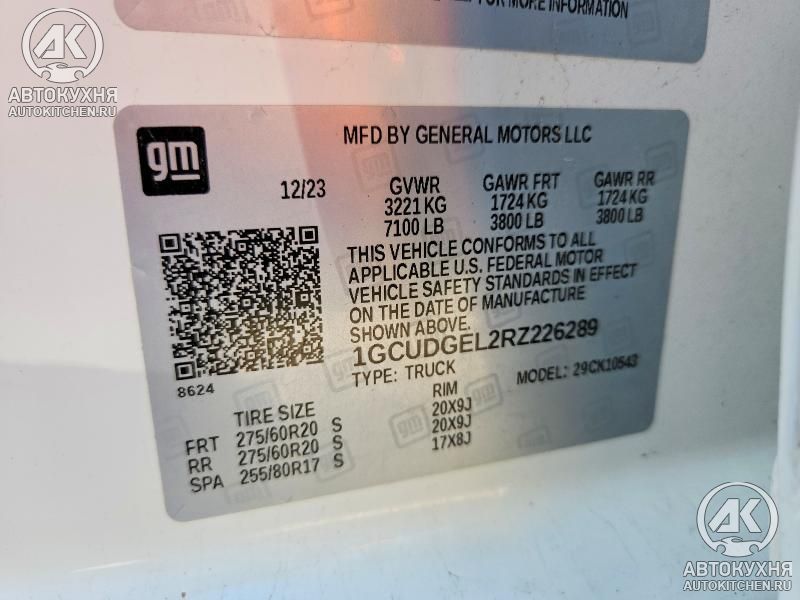 FOR MORE INFORMATION
АК
АВТОКУХНЯ
AUTOKITCHEN.RU
gm
MFD BY GENERAL MOTORS LLC
12/23 GVWR GAWR FRT GAWR RR
3221 KG 1724 KG 1724 KG
7100 LB 3800 LB 3800 LB
THIS VEHICLE CONFORMS TO ALL
APPLICABLE U.S. FEDERAL MOTOR
VEHICLE SAFETY STANDARDS IN EFFECT
ON THE DATE OF MANUFACTURE
SHOWN ABOVE.
1GCUDGEL2RZ226289
TYPE: TRUCK MODEL: 29CK10543
8624
TIRE SIZE RIM
FRT 275/60R20 S 20X9J
RR 275/60R20 S 20X9J
SPA 255/80R17 S 17X8J
gm
АК
АВТОКУХНЯ
AUTOKITCHEN.RU